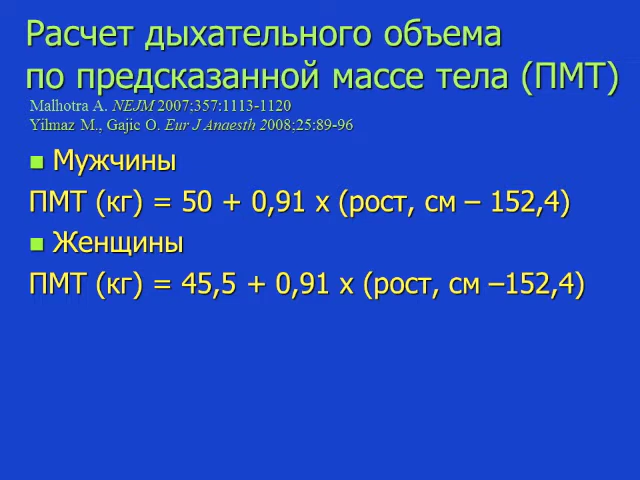 Расчет дыхательного объема
по предсказанной массе тела (ПМТ)
Malhotra A. NEJM 2007;357:1113-1120
Yilmaz M., Gajic O. Eur J Anaesth 2008;25:89-96
Мужчины
ПМТ (кг) = 50 + 0,91 х (рост, см – 152,4)
Женщины
ПМТ (кг) = 45,5 + 0,91 х (рост, см –152,4)